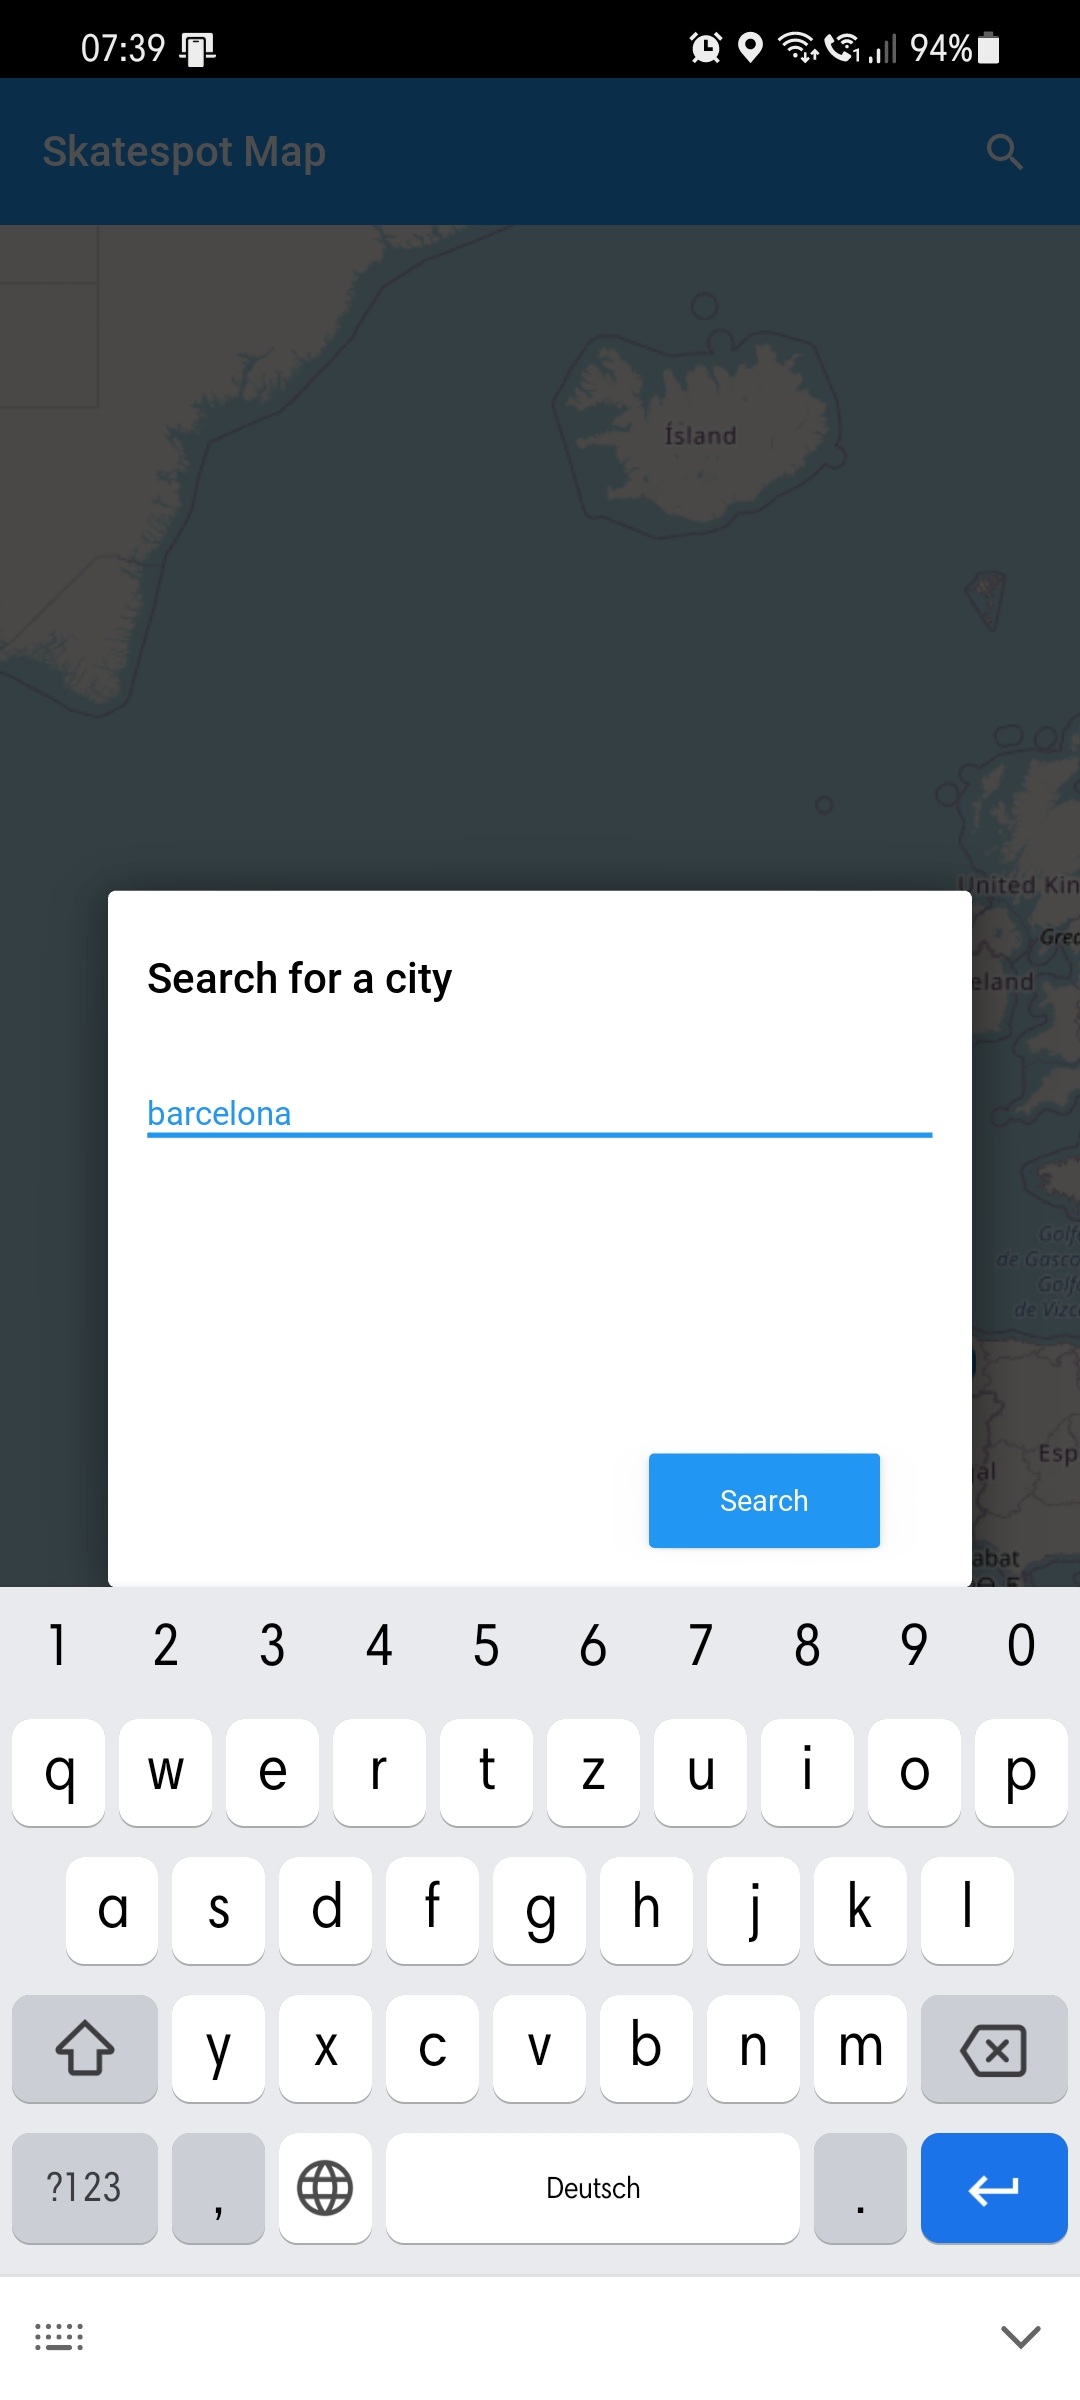 07:39
94%
Skatespot Map
Ísland
United Kin
Grea
eland
Search for a city
barcelona
Golf
de Gasco
Golfo
de Vizc
Esp
al
abat
Search
1 2 3 4 5 6 7 8 9 0
q w e r t z u i o p
a s d f g h j k l
y x c v b n m
?123 , Deutsch .